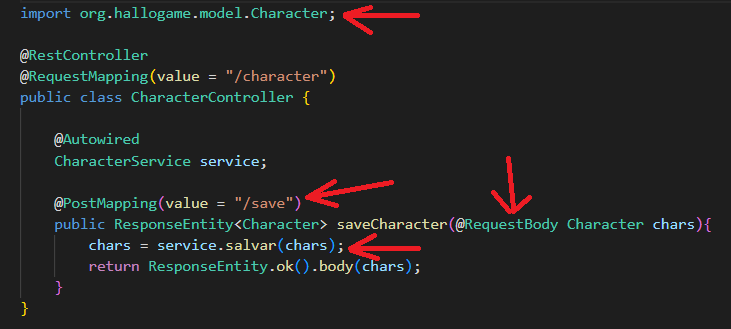 import org.hallogame.model.Character;
@RestController
@RequestMapping(value = "/character")
public class CharacterController {
@Autowired
CharacterService service;
@PostMapping(value = "/save")
public ResponseEntity<Character> saveCharacter(@RequestBody Character chars){
chars = service.salvar(chars);
return ResponseEntity.ok().body(chars);
}
}